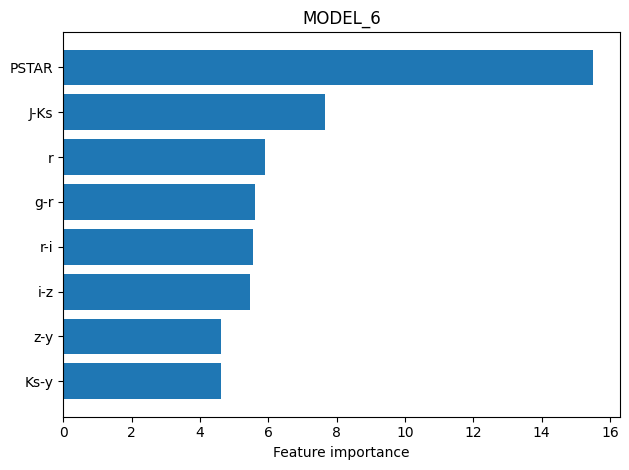 MODEL_6
PSTAR
J-Ks
r
g-r
r-i
i-z
z-y
Ks-y
0 2 4 6 8 10 12 14 16
Feature importance